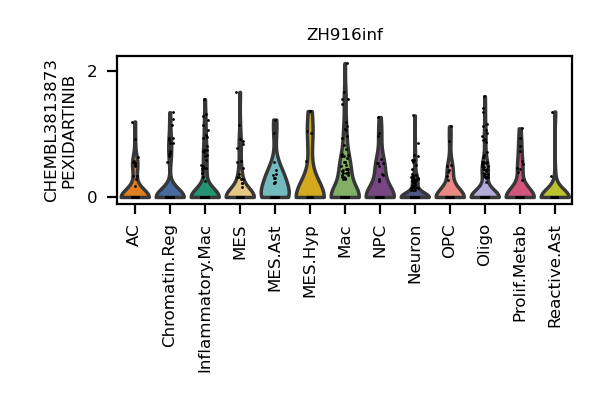 ZH916inf
CHEMBL3813873
PEXIDARTINIB
2
0
AC
Chromatin.Reg
Inflammatory.Mac
MES
MES.Ast
MES.Hyp
Mac
NPC
Neuron
OPC
Oligo
Prolif.Metab
Reactive.Ast